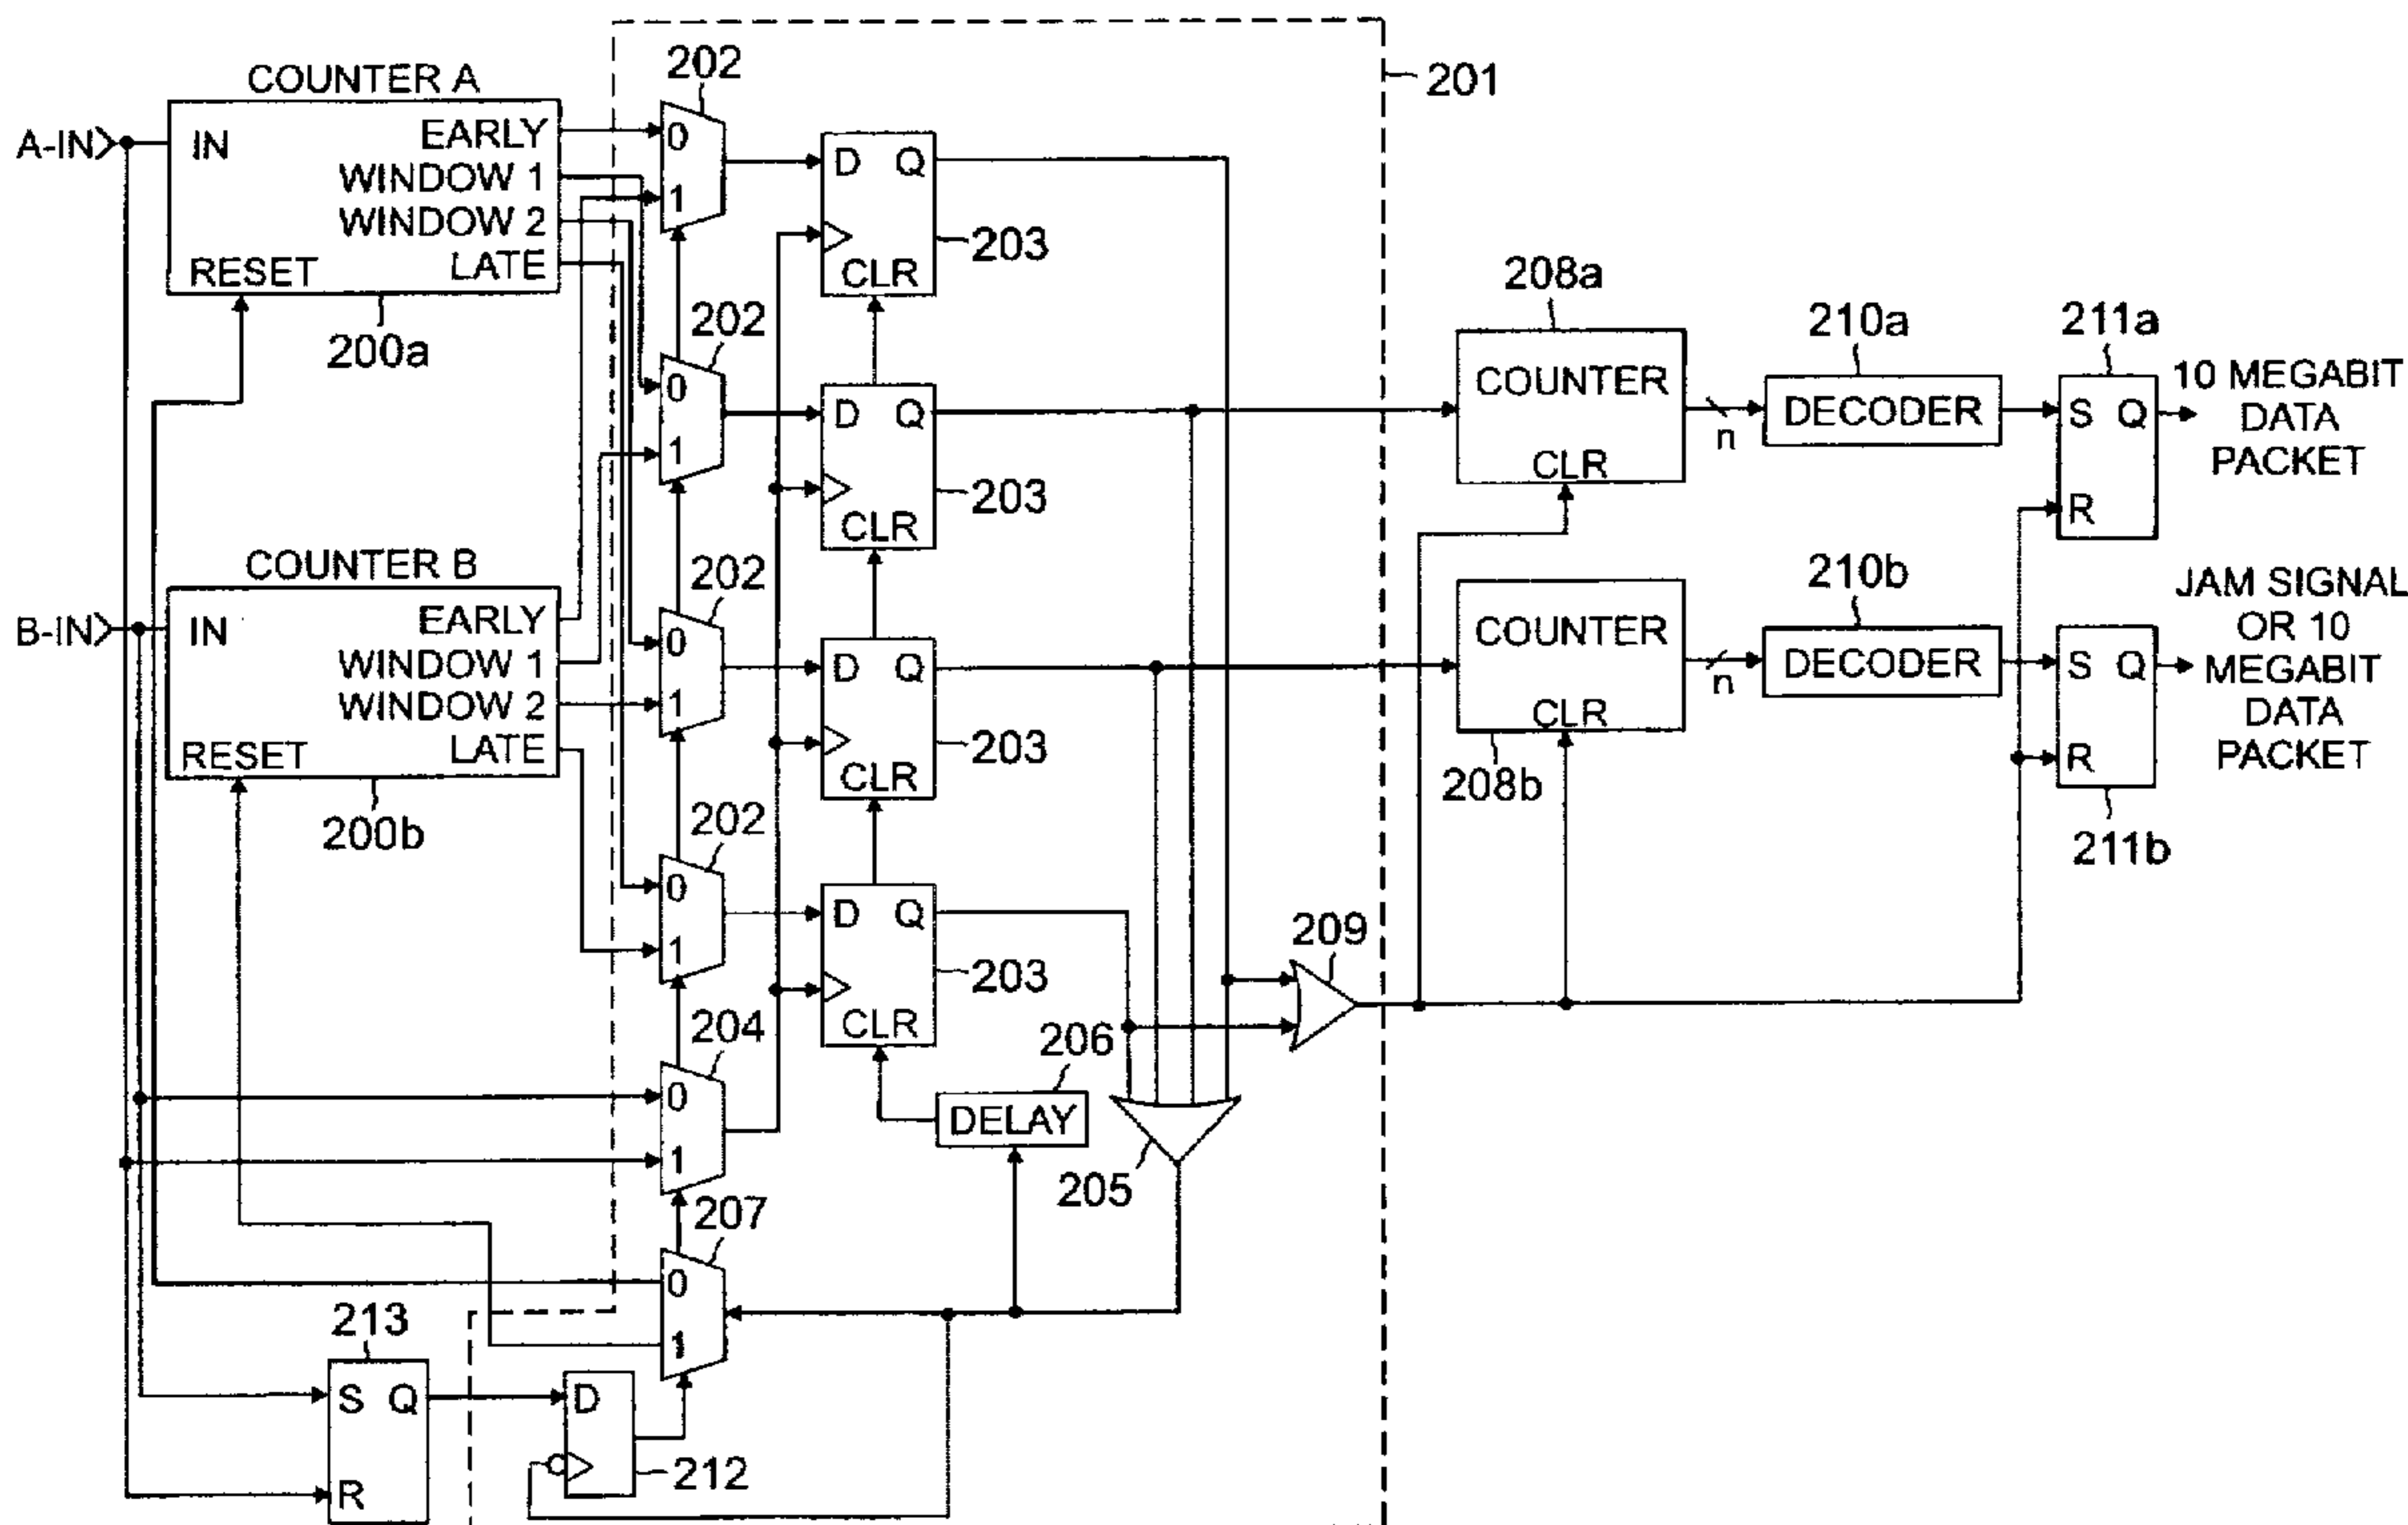 COUNTER A
A-IN
IN
EARLY
WINDOW 1
WINDOW 2
LATE
RESET
200a
COUNTER B
B-IN
IN
EARLY
WINDOW 1
WINDOW 2
LATE
RESET
200b
202
0
1
202
0
1
202
0
1
202
0
1
204
0
1
207
0
1
D Q
CLR
203
D Q
CLR
203
D Q
CLR
203
D Q
CLR
203
206
DELAY
205
209
201
213
S Q
R
D
212
208a
COUNTER
CLR
n
210a
DECODER
211a
S Q
R
10 MEGABIT
DATA
PACKET
COUNTER
CLR
208b
n
210b
DECODER
S Q
R
211b
JAM SIGNAL
OR 10
MEGABIT
DATA
PACKET